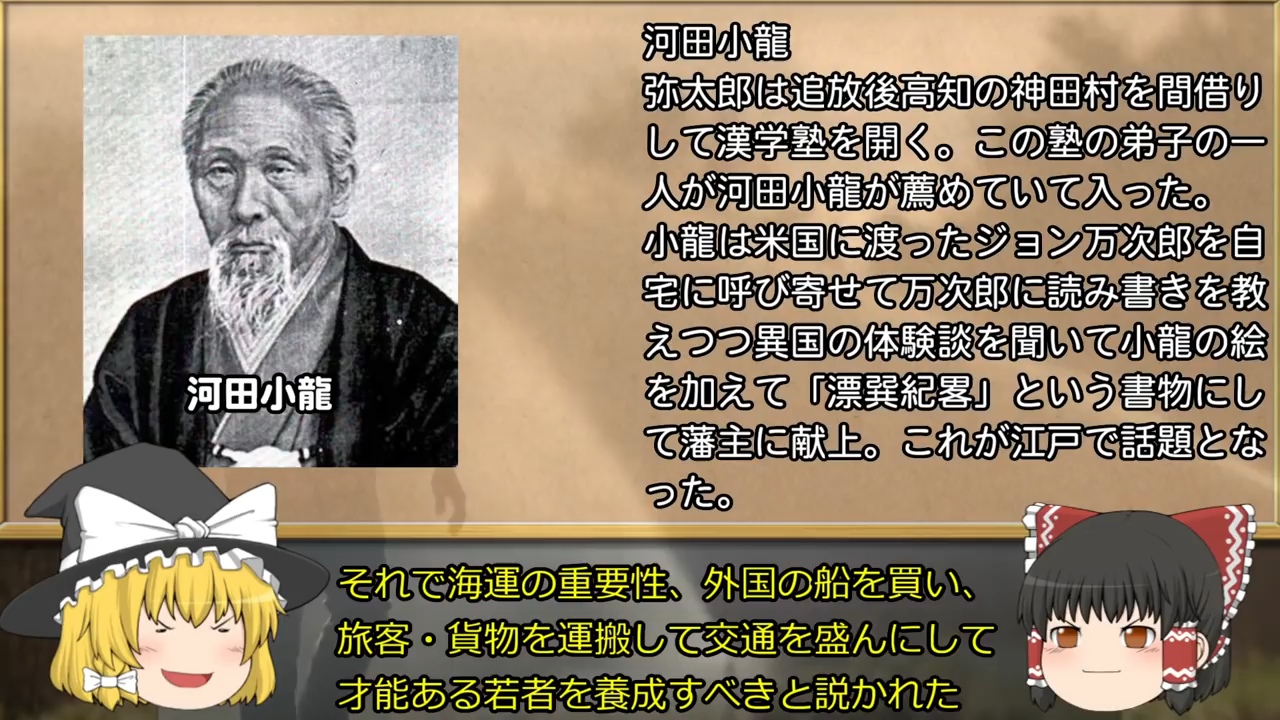 河田小龍
弥太郎は追放後高知の神田村を間借り
して漢学塾を開く。この塾の弟子の一
人が河田小龍が薦めていて入った。
小龍は米国に渡ったジョン万次郎を自
宅に呼び寄せて万次郎に読み書きを教
えつつ異国の体験談を聞いて小龍の絵
を加えて「漂巽紀畧」という書物にし
て藩主に献上。これが江戸で話題とな
った。
河田小龍
それで海運の重要性、外国の船を買い、
旅客・貨物を運搬して交通を盛んにして
才能ある若者を養成すべきと説かれた